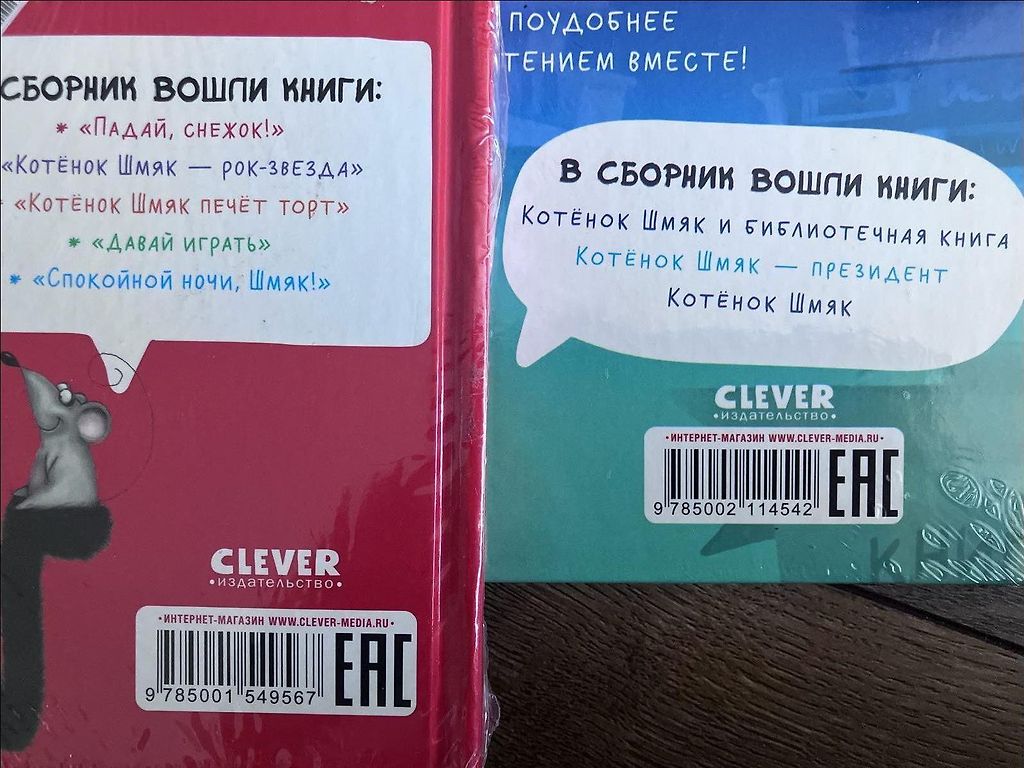 СБОРНИК ВОШЛИ КНИГИ:
* «ПАДАЙ, СНЕЖОК!»
«КОТЁНОК ШМЯК — РОК-ЗВЕЗДА»
«КОТЁНОК ШМЯК ПЕЧЁТ ТОРТ»
* «ДАВАЙ ИГРАТЬ»
* «СПОКОЙНОЙ НОЧИ, ШМЯК!»
CLEVER
•ИЗДАТЕЛЬСТВО•
•ИНТЕРНЕТ-МАГАЗИН WWW.CLEVER-MEDIA.RU•
9 785001 549567
EAC
ПОУДОБНЕЕ
ТЕНИЕМ ВМЕСТЕ!
В СБОРНИК ВОШЛИ КНИГИ:
КОТЁНОК ШМЯК И БИБЛИОТЕЧНАЯ КНИГА
КОТЁНОК ШМЯК — ПРЕЗИДЕНТ
КОТЁНОК ШМЯК
CLEVER
•ИЗДАТЕЛЬСТВО•
•ИНТЕРНЕТ-МАГАЗИН WWW.CLEVER-MEDIA.RU•
9 785002 114542
EAC